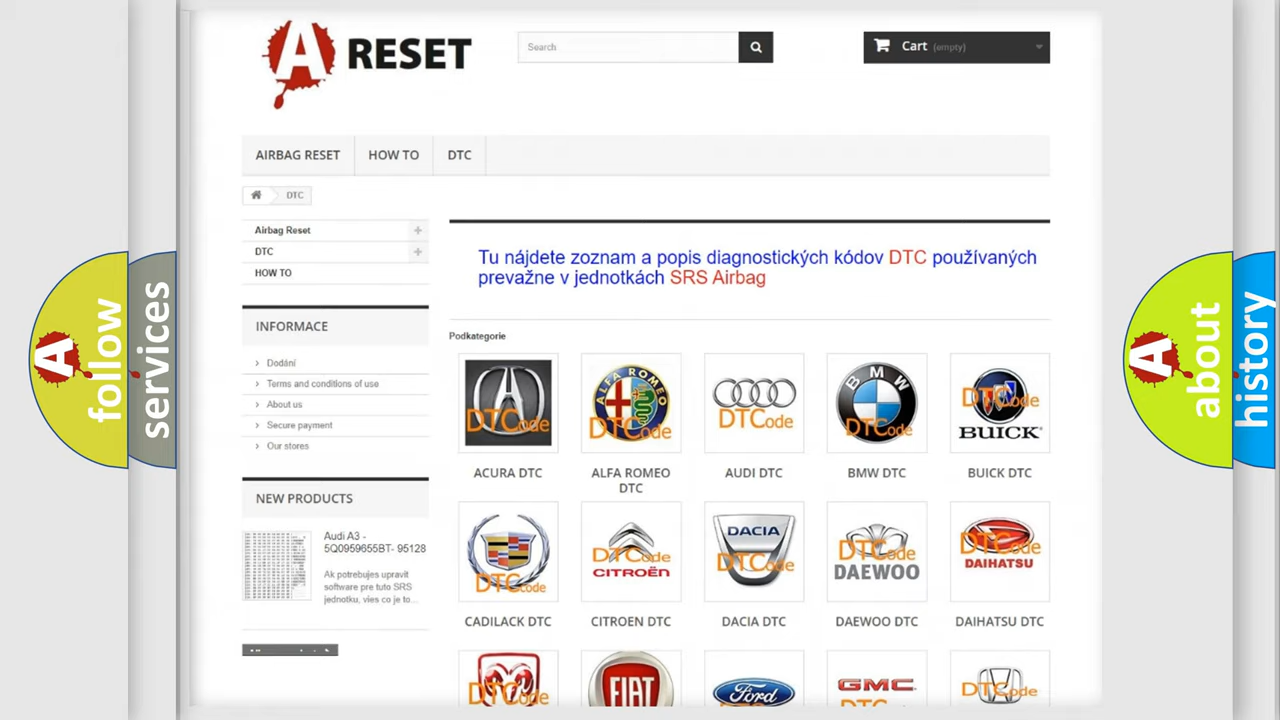 A RESET
Search
Cart (empty)
AIRBAG RESET
HOW TO
DTC
DTC
Airbag Reset
DTC
HOW TO
Tu nájdete zoznam a popis diagnostických kódov DTC používaných
prevažne v jednotkách SRS Airbag
INFORMACE
Dodání
Terms and conditions of use
About us
Secure payment
Our stores
Podkategorie
DTCode
ALFA ROMEO
DTCode
DTCode
BMW
DTCode
DTCode
BUICK
ACURA DTC
ALFA ROMEO
DTC
AUDI DTC
BMW DTC
BUICK DTC
NEW PRODUCTS
Audi A3 -
5Q0959655BT- 95128
Ak potrebujes upravit
software pre tuto SRS
jednotku, vies co je to...
DTCode
DTCode
CITROËN
DACIA
DTCode
DTCode
DAEWOO
DTCode
DAIHATSU
CADILACK DTC
CITROEN DTC
DACIA DTC
DAEWOO DTC
DAIHATSU DTC
DTCode
FIAT
Ford
GMC
DTCode
A follow
services
A about
history